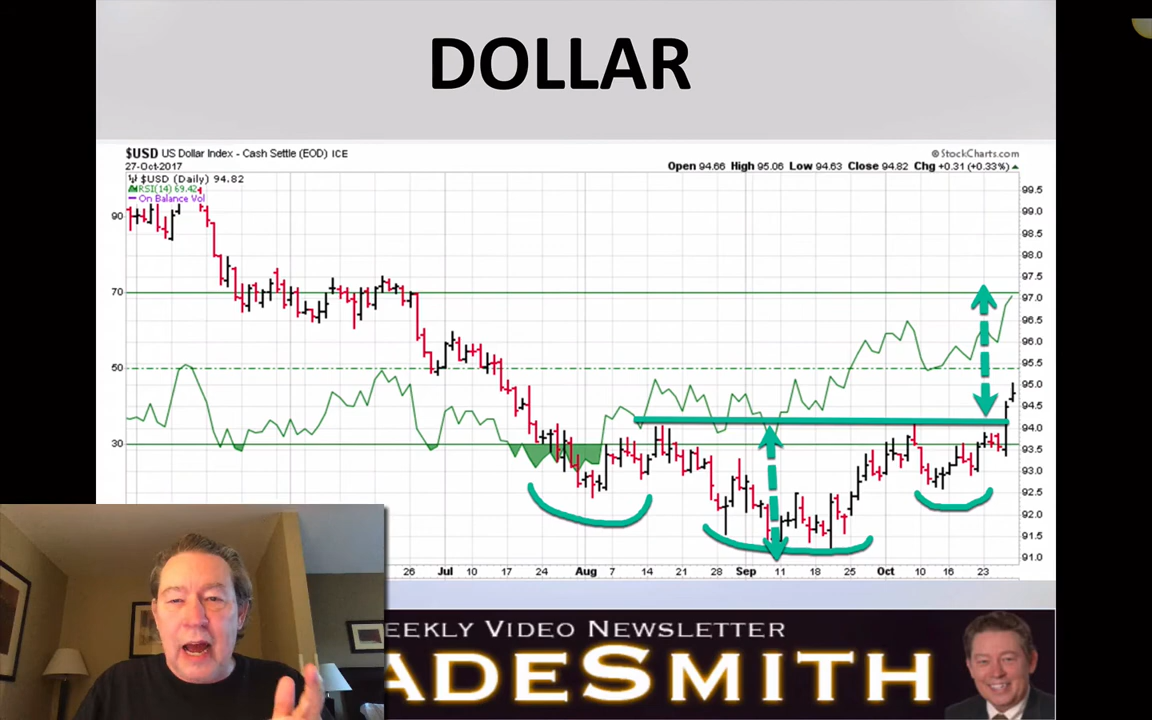 DOLLAR
$USD US Dollar Index - Cash Settle (EOD) ICE
© StockCharts.com
27-Oct-2017
Open 94.66 High 95.06 Low 94.63 Close 94.82 Chg +0.31 (+0.33%)
$USD (Daily) 94.82
RSI(14) 69.42
On Balance Vol
90
70
50
30
99.5
99.0
98.5
98.0
97.5
97.0
96.5
96.0
95.5
95.0
94.5
94.0
93.5
93.0
92.5
92.0
91.5
91.0
26 Jul 10 17 24 Aug 7 14 21 28 Sep 11 18 25 Oct 10 16 23
EEKLY VIDEO NEWSLETTER
ADESMITH